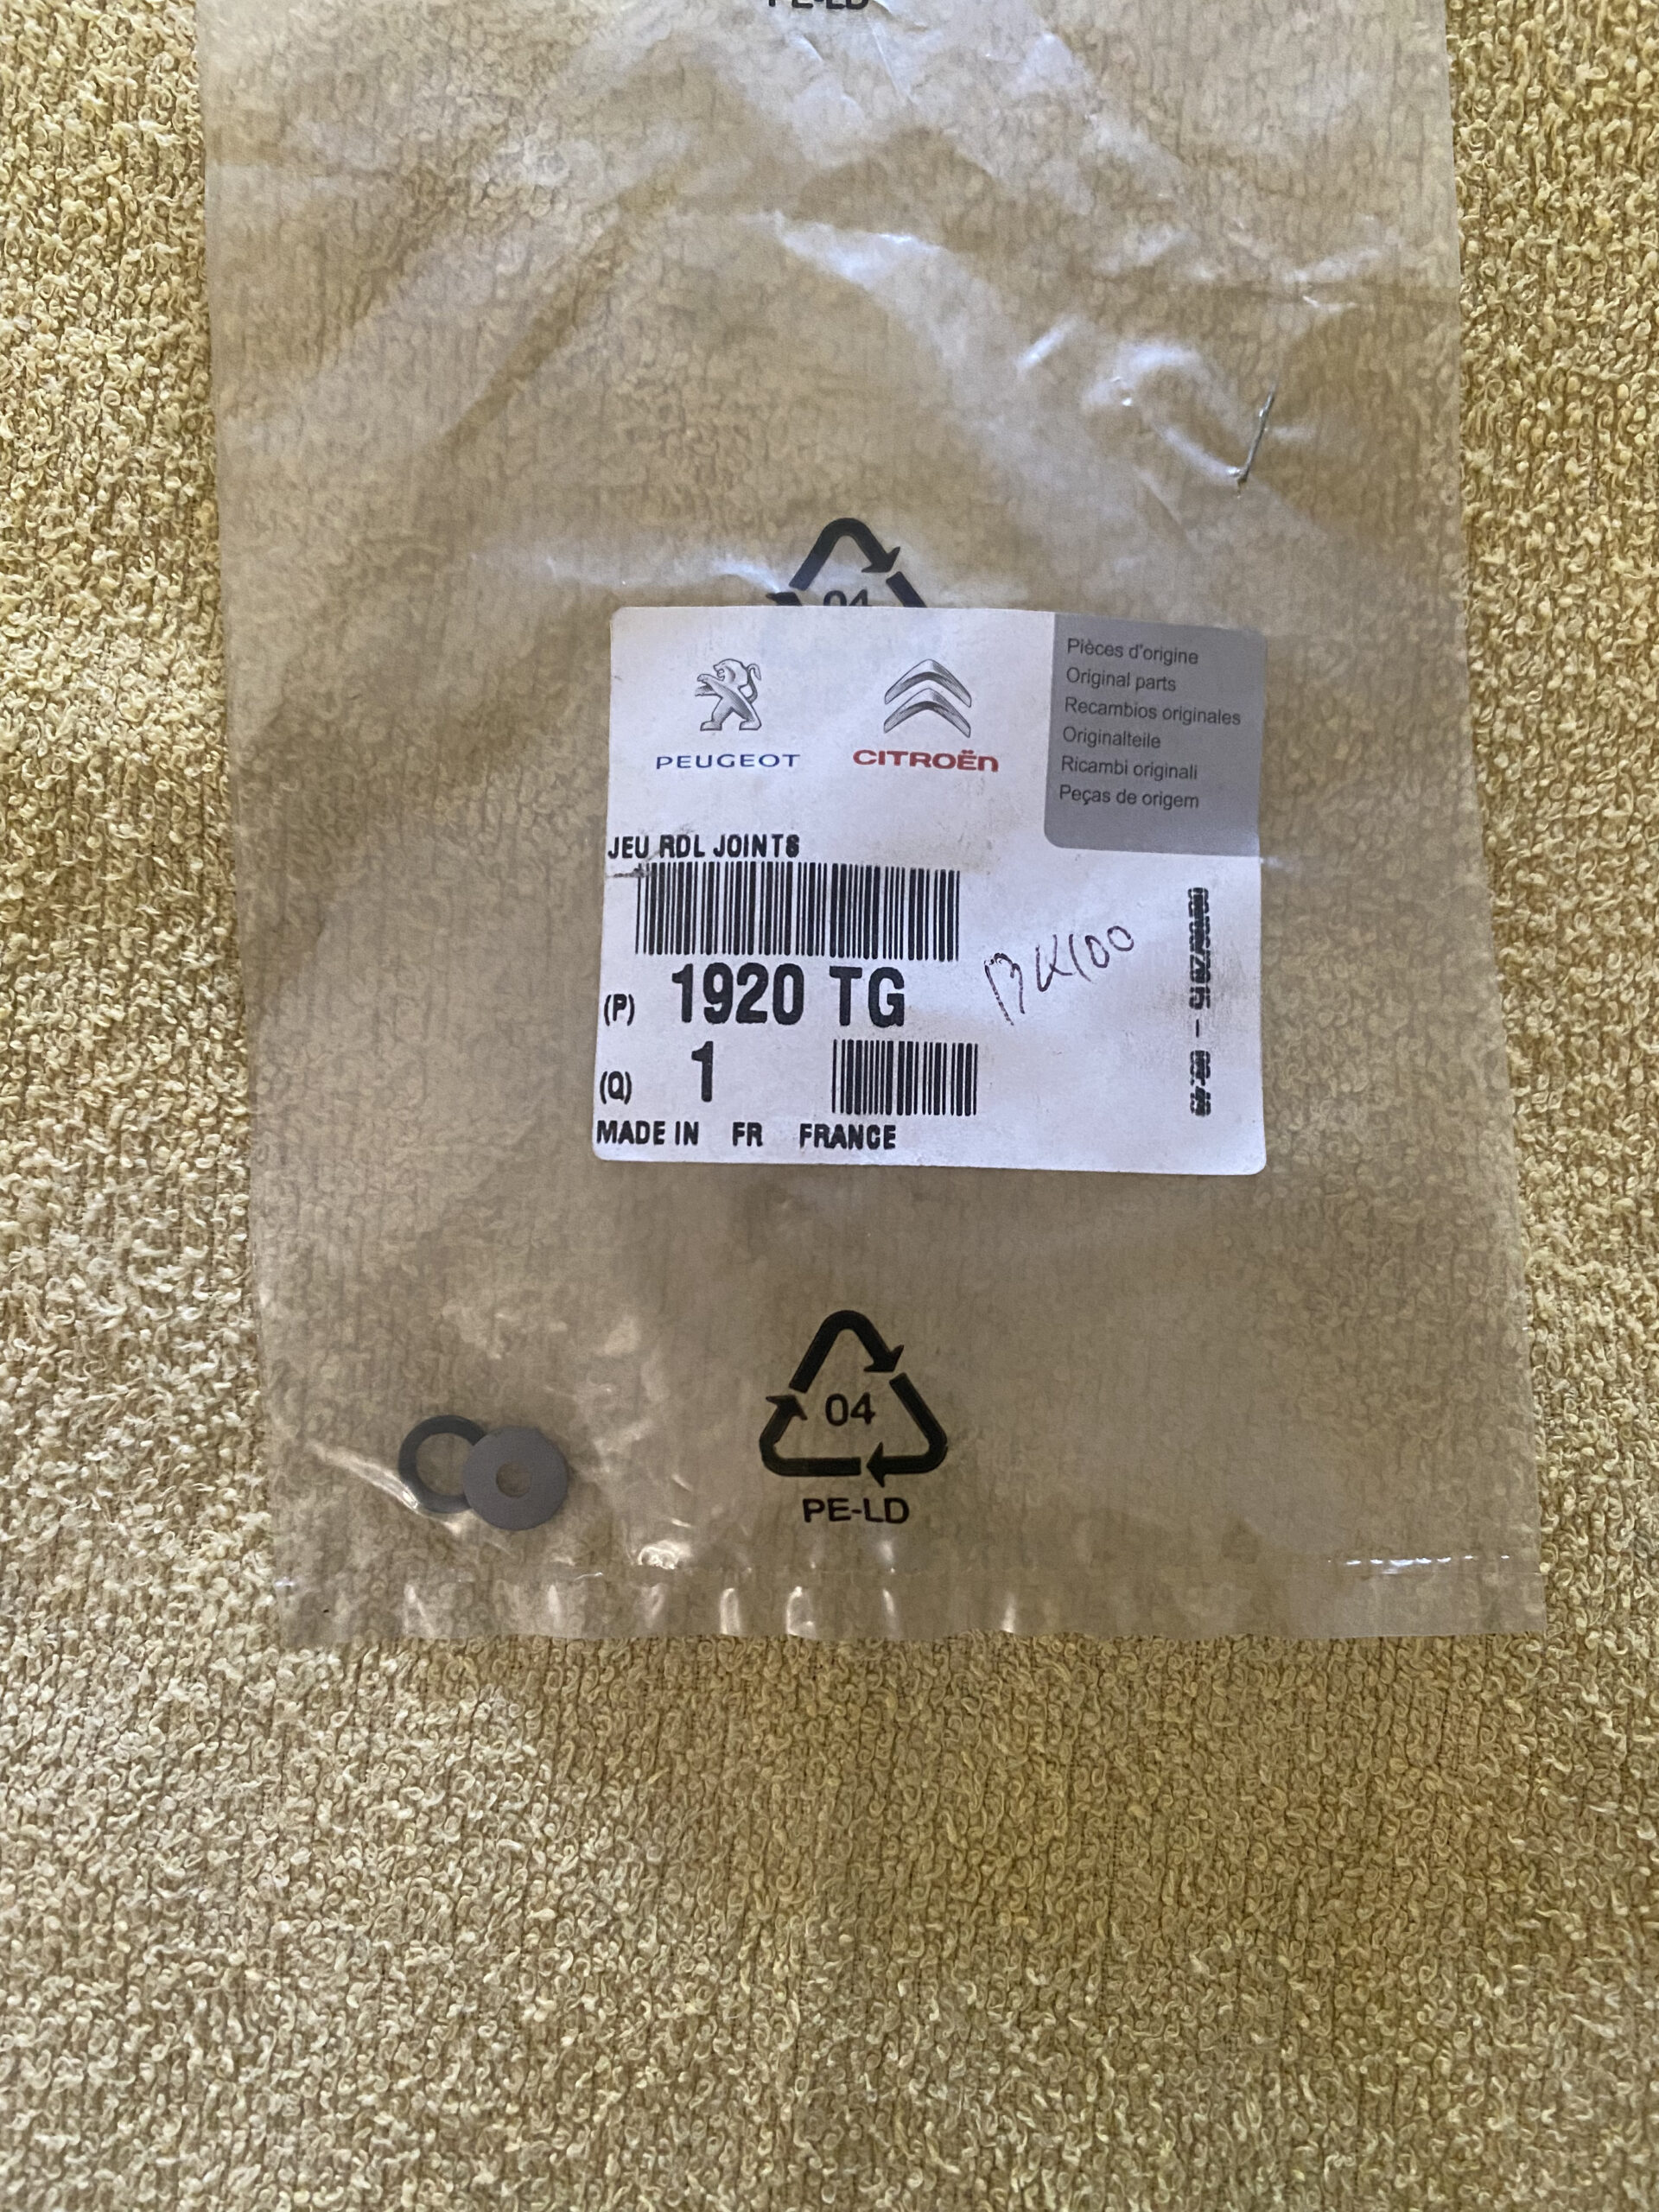 PE-LD
04
PEUGEOT
CITROËN
Pièces d'origine
Original parts
Recambios originales
Originalteile
Ricambi originali
Peças de origem
JEU RDL JOINTS
(P) 1920 TG
(Q) 1
MADE IN FR FRANCE
04
PE-LD